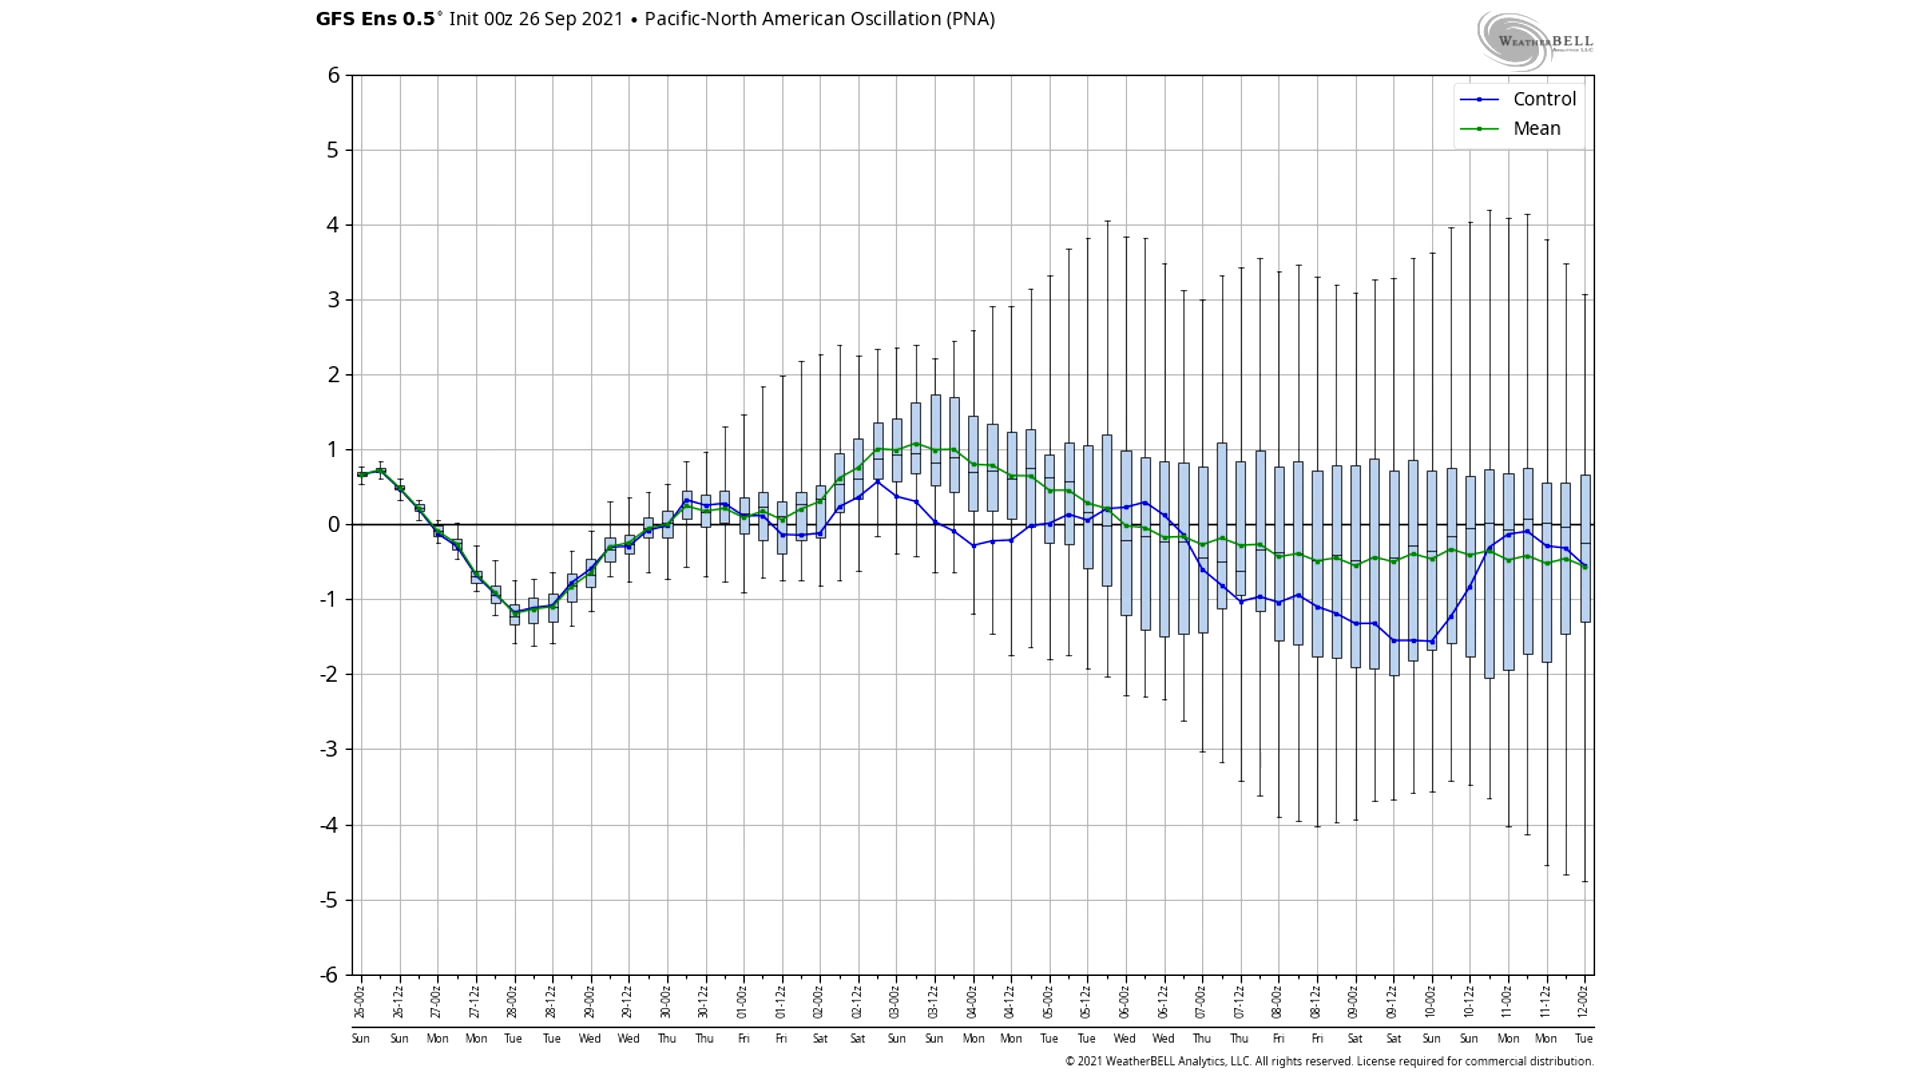 GFS Ens 0.5° Init 00z 26 Sep 2021 • Pacific-North American Oscillation (PNA)
WEATHERBELL
ANALYTICS LLC
Control
Mean
6
5
4
3
2
1
0
-1
-2
-3
-4
-5
-6
26-00z 26-12z 27-00z 27-12z 28-00z 28-12z 29-00z 29-12z 30-00z 30-12z 01-00z 01-12z 02-00z 02-12z 03-00z 03-12z 04-00z 04-12z 05-00z 05-12z 06-00z 06-12z 07-00z 07-12z 08-00z 08-12z 09-00z 09-12z 10-00z 10-12z 11-00z 11-12z 12-00z
Sun Sun Mon Mon Tue Tue Wed Wed Thu Thu Fri Fri Sat Sat Sun Sun Mon Mon Tue Tue Wed Wed Thu Thu Fri Fri Sat Sat Sun Sun Mon Mon Tue
© 2021 WeatherBELL Analytics, LLC. All rights reserved. License required for commercial distribution.